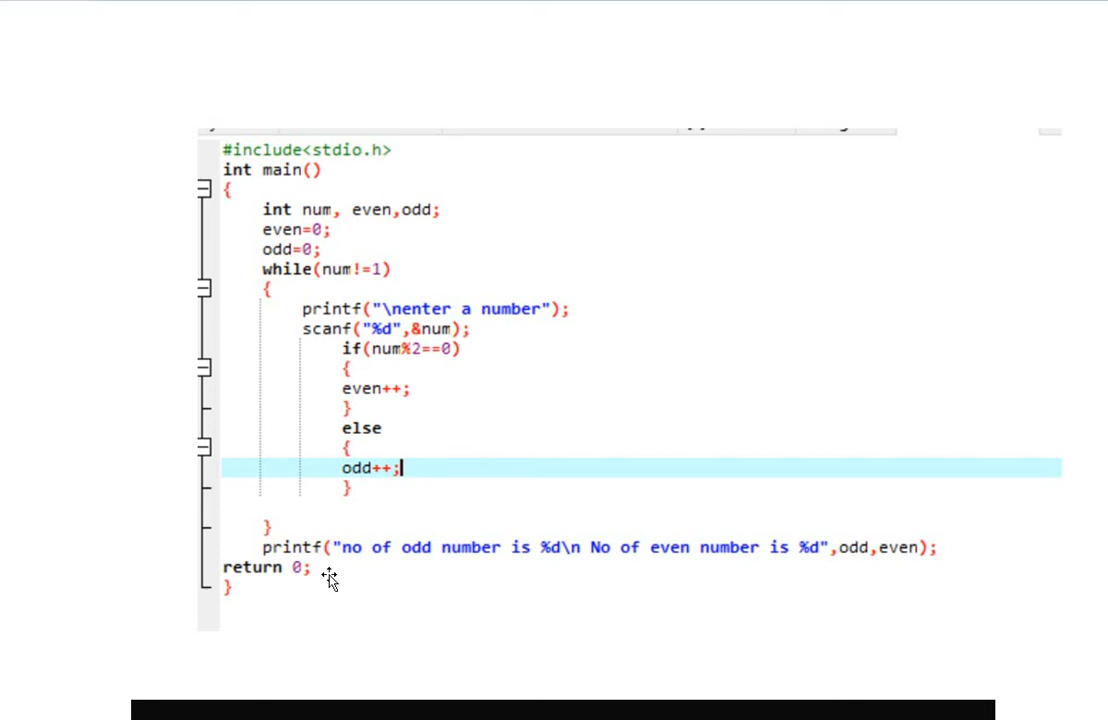 #include<stdio.h>
int main()
{
int num, even,odd;
even=0;
odd=0;
while(num!=1)
{
printf("\nenter a number");
scanf("%d",&num);
if(num%2==0)
{
even++;
}
else
{
odd++;
}
}
printf("no of odd number is %d\n No of even number is %d",odd,even);
return 0;
}